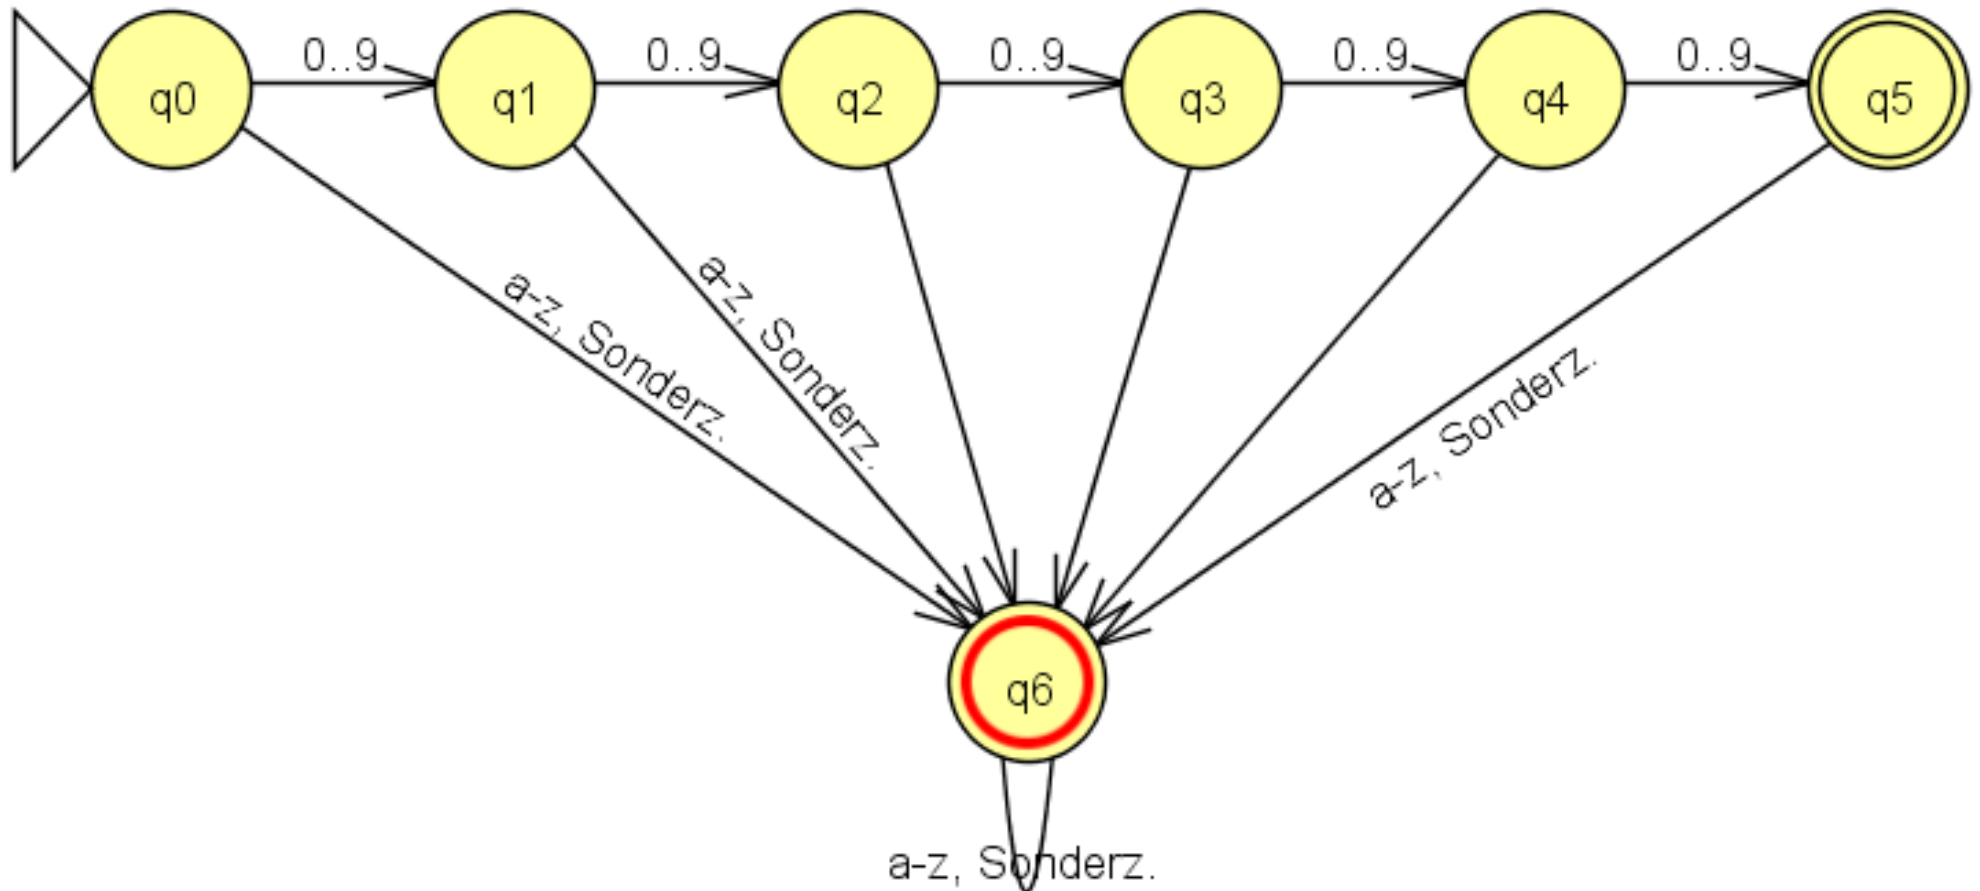 0..9 0..9 0..9 0..9 0..9
q0 q1 q2 q3 q4 q5
a-z, Sonderz.
a-z, Sonderz.
a-z, Sonderz.
q6
a-z, Sonderz.